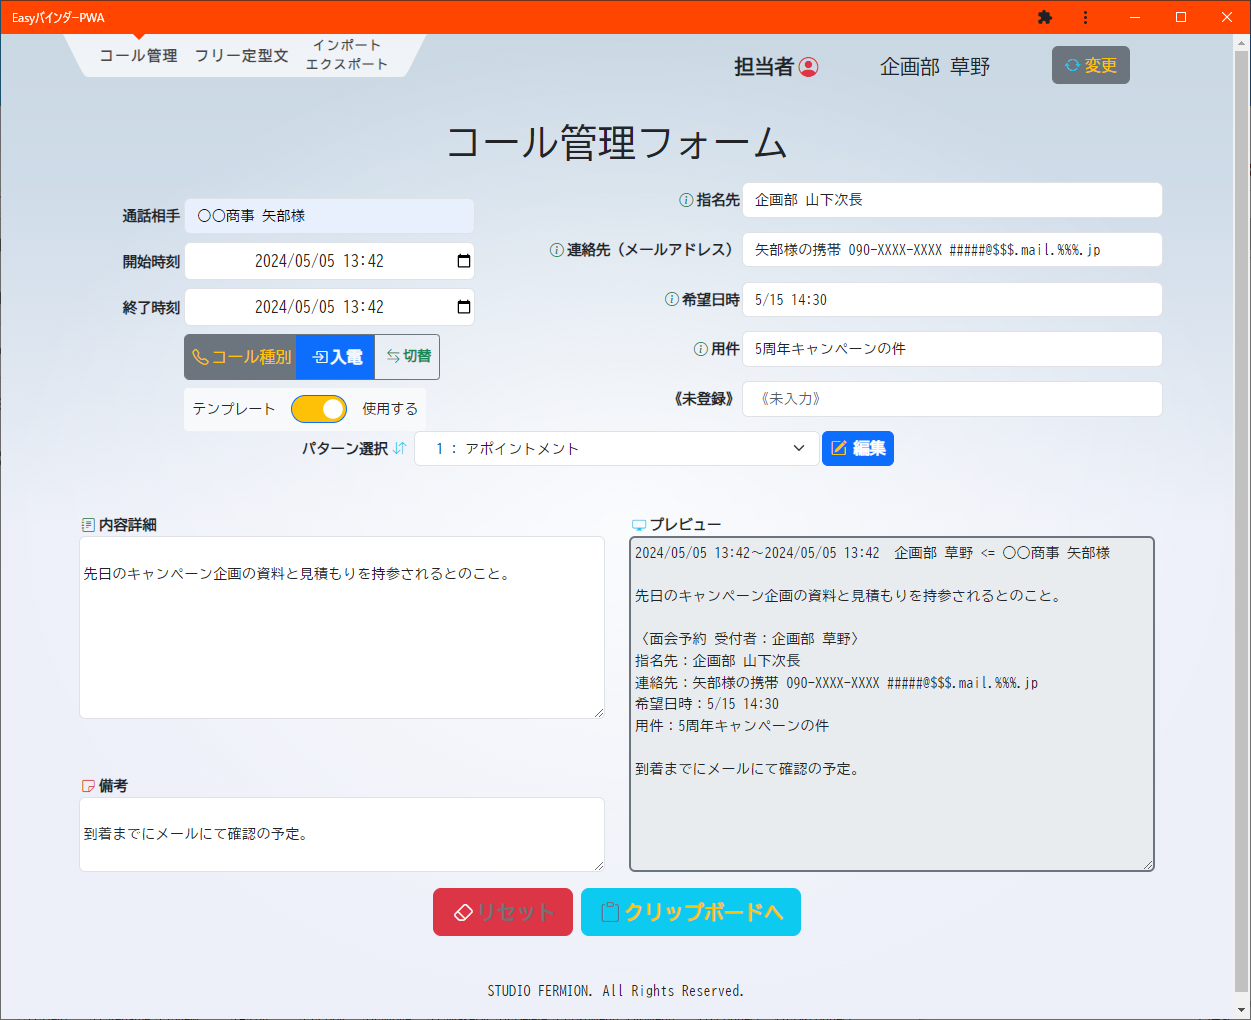 EasyバインダーPWA
コール管理 フリー定型文 インポート
エクスポート
担当者 企画部 草野 変更
コール管理フォーム
通話相手 〇〇商事 矢部様
開始時刻 2024/05/05 13:42
終了時刻 2024/05/05 13:42
コール種別 入電 切替
テンプレート 使用する
指名先 企画部 山下次長
連絡先（メールアドレス） 矢部様の携帯 090-XXXX-XXXX #####@$$$.mail.%%%.jp
希望日時 5/15 14:30
用件 5周年キャンペーンの件
《未登録》 《未入力》
パターン選択 1 : アポイントメント 編集
内容詳細
先日のキャンペーン企画の資料と見積もりを持参されるとのこと。
備考
到着までにメールにて確認の予定。
プレビュー
2024/05/05 13:42～2024/05/05 13:42 企画部 草野 <= 〇〇商事 矢部様
先日のキャンペーン企画の資料と見積もりを持参されるとのこと。
〈面会予約 受付者：企画部 草野〉
指名先：企画部 山下次長
連絡先：矢部様の携帯 090-XXXX-XXXX #####@$$$.mail.%%%.jp
希望日時：5/15 14:30
用件：5周年キャンペーンの件
到着までにメールにて確認の予定。
リセット クリップボードへ
STUDIO FERMION. All Rights Reserved.